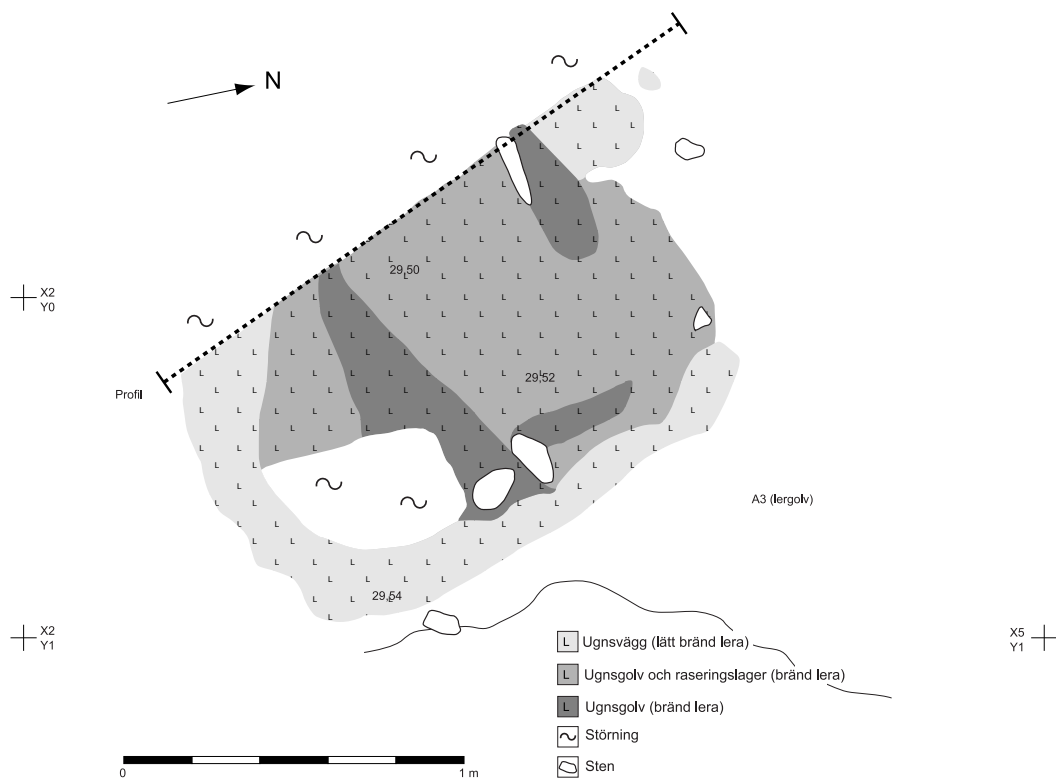 N
29,50
X2
Y0
29,52
Profil
A3 (lergolv)
29,54
X2
Y1
X5
Y1
L Ugnsvägg (lätt bränd lera)
L Ugnsgolv och raseringslager (bränd lera)
L Ugnsgolv (bränd lera)
Störning
Sten
0 1 m